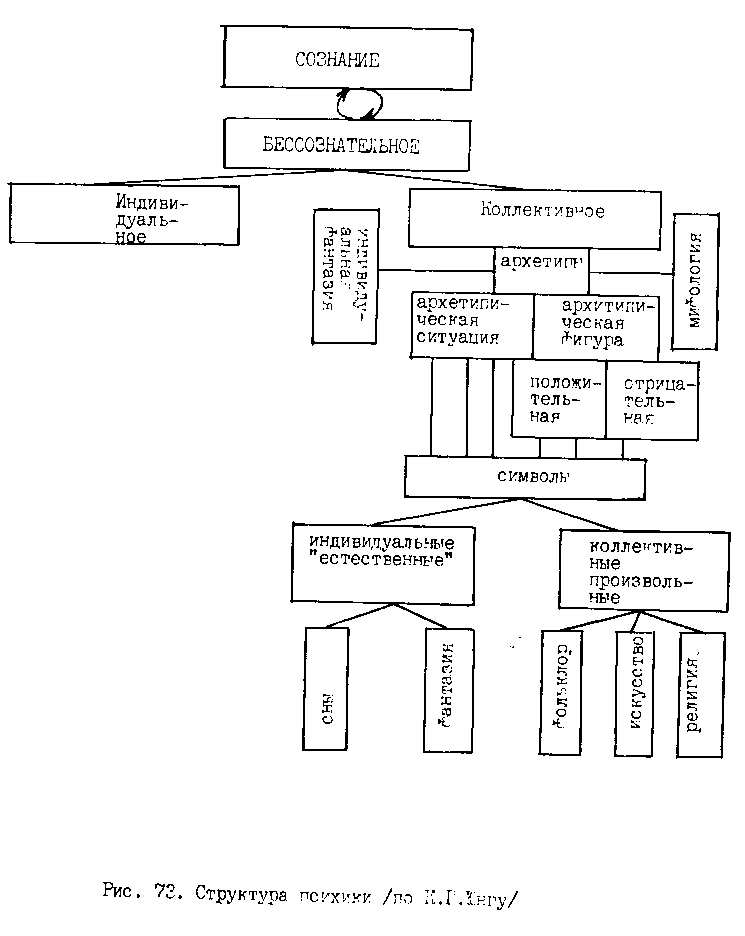 СОЗНАНИЕ
БЕССОЗНАТЕЛЬНОЕ
Индиви-
дуаль-
ное
Коллективное
индивиду-
альная
фантазия
архетипы
мифология
архетипи-
ческая
ситуация
архитипи-
ческая
фигура
положи-
тель-
ная
отрица-
тель-
ная
символы
индивидуальные
"естественные"
коллектив-
ные
произволь-
ные
сны
фантазия
фольклор
искусство
религия
Рис. 73. Структура психики /по К.Г.Юнгу/